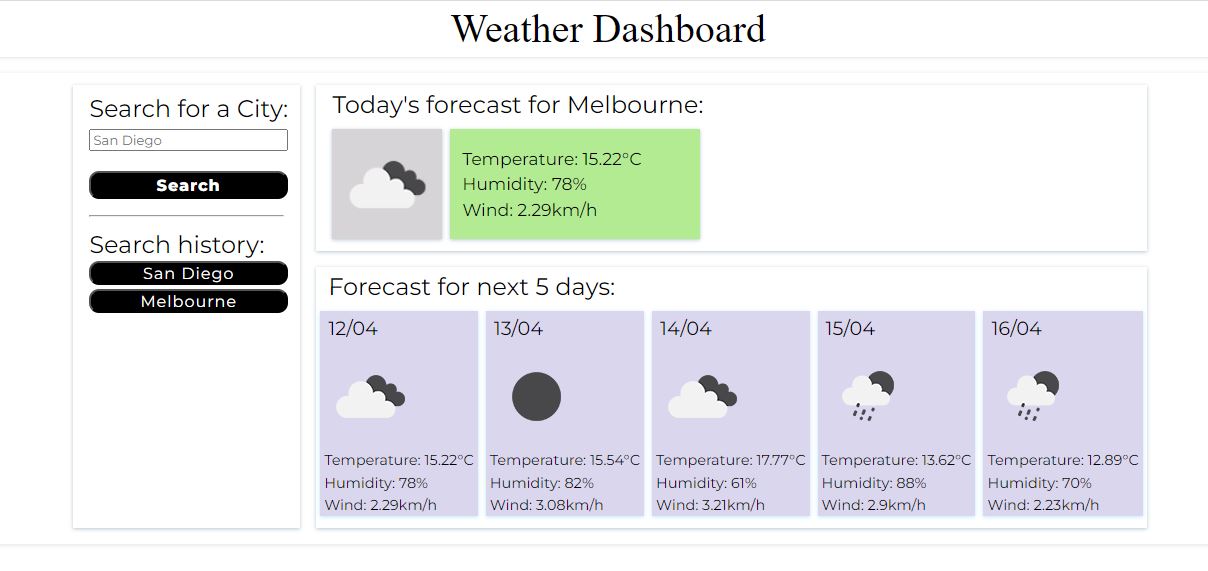 Weather Dashboard
Search for a City:
San Diego
Search
Search history:
San Diego
Melbourne
Today's forecast for Melbourne:
Temperature: 15.22°C
Humidity: 78%
Wind: 2.29km/h
Forecast for next 5 days:
12/04
Temperature: 15.22°C
Humidity: 78%
Wind: 2.29km/h
13/04
Temperature: 15.54°C
Humidity: 82%
Wind: 3.08km/h
14/04
Temperature: 17.77°C
Humidity: 61%
Wind: 3.21km/h
15/04
Temperature: 13.62°C
Humidity: 88%
Wind: 2.9km/h
16/04
Temperature: 12.89°C
Humidity: 70%
Wind: 2.23km/h